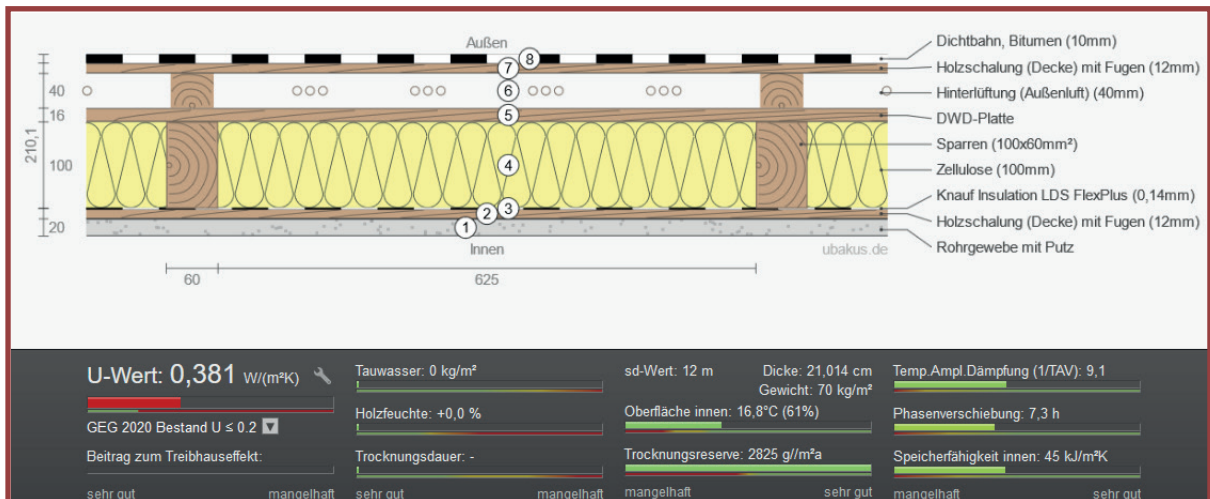 Außen
Dichtbahn, Bitumen (10mm)
Holzschalung (Decke) mit Fugen (12mm)
Hinterlüftung (Außenluft) (40mm)
DWD-Platte
Sparren (100x60mm²)
Zellulose (100mm)
Knauf Insulation LDS FlexPlus (0,14mm)
Holzschalung (Decke) mit Fugen (12mm)
Rohrgewebe mit Putz
8
7
6
5
4
3
2
1
40
16
210,1
100
20
Innen
ubakus.de
60
625
U-Wert: 0,381 W/(m²K)
GEG 2020 Bestand U ≤ 0.2
Beitrag zum Treibhauseffekt:
sehr gut mangelhaft
Tauwasser: 0 kg/m²
Holzfeuchte: +0,0 %
Trocknungsdauer: -
sehr gut mangelhaft
sd-Wert: 12 m Dicke: 21,014 cm
Gewicht: 70 kg/m²
Oberfläche innen: 16,8°C (61%)
Trocknungsreserve: 2825 g//m²a
mangelhaft sehr gut
Temp.Ampl.Dämpfung (1/TAV): 9,1
Phasenverschiebung: 7,3 h
Speicherfähigkeit innen: 45 kJ/m²K
mangelhaft sehr gut